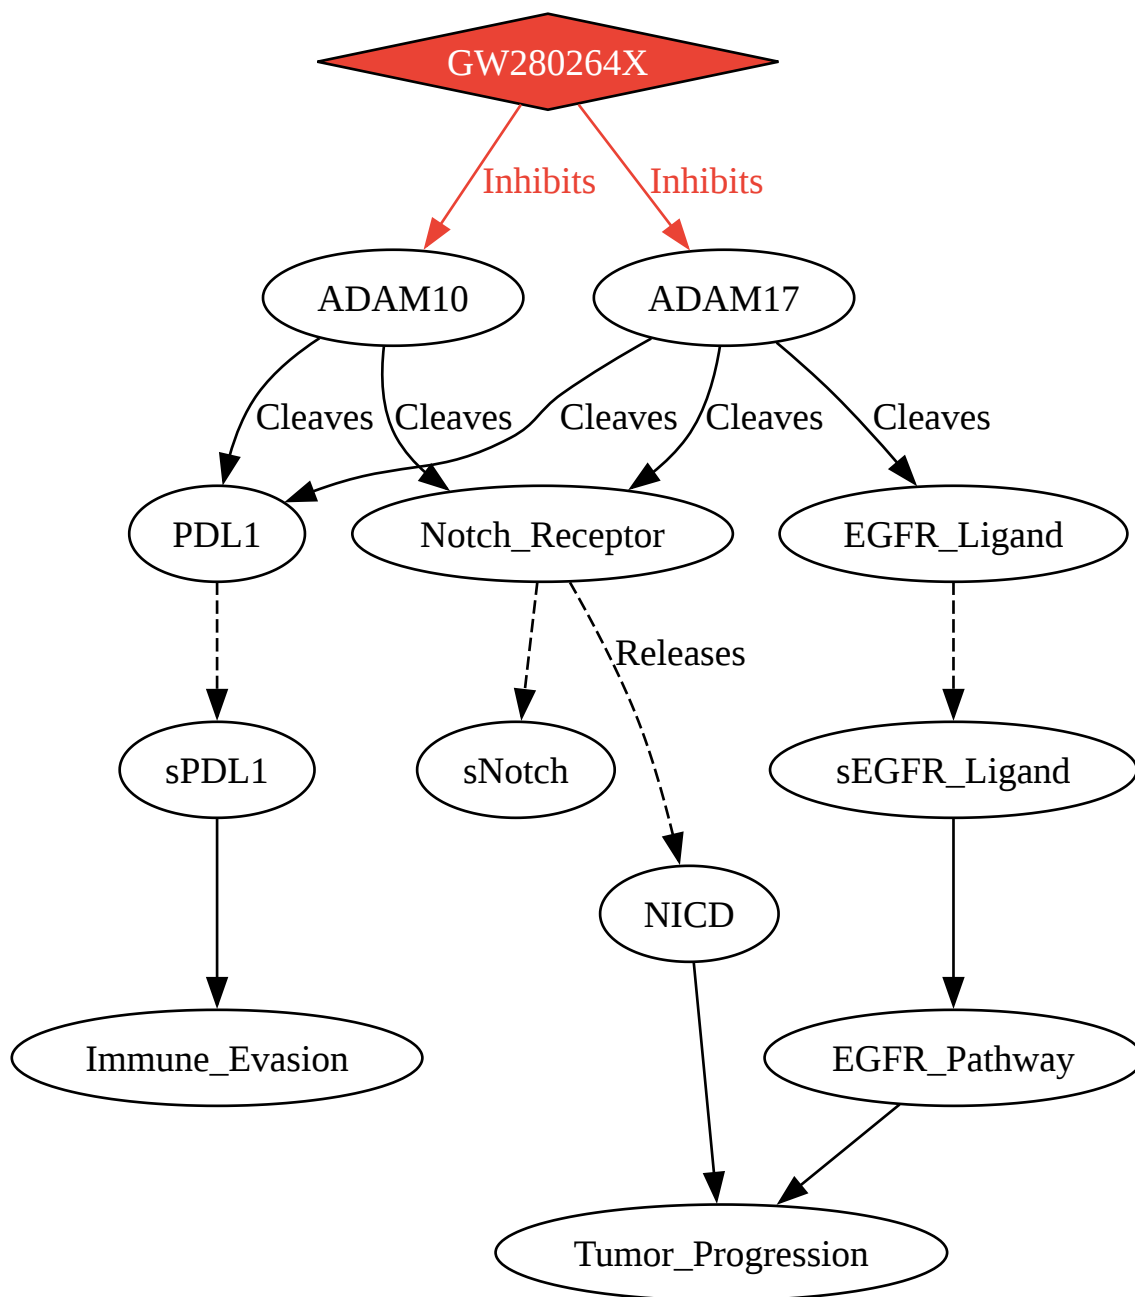 GW280264X
Inhibits
Inhibits
ADAM10
ADAM17
Cleaves
Cleaves
Cleaves
Cleaves
Cleaves
PDL1
Notch_Receptor
EGFR_Ligand
Releases
sPDL1
sNotch
sEGFR_Ligand
NICD
Immune_Evasion
EGFR_Pathway
Tumor_Progression